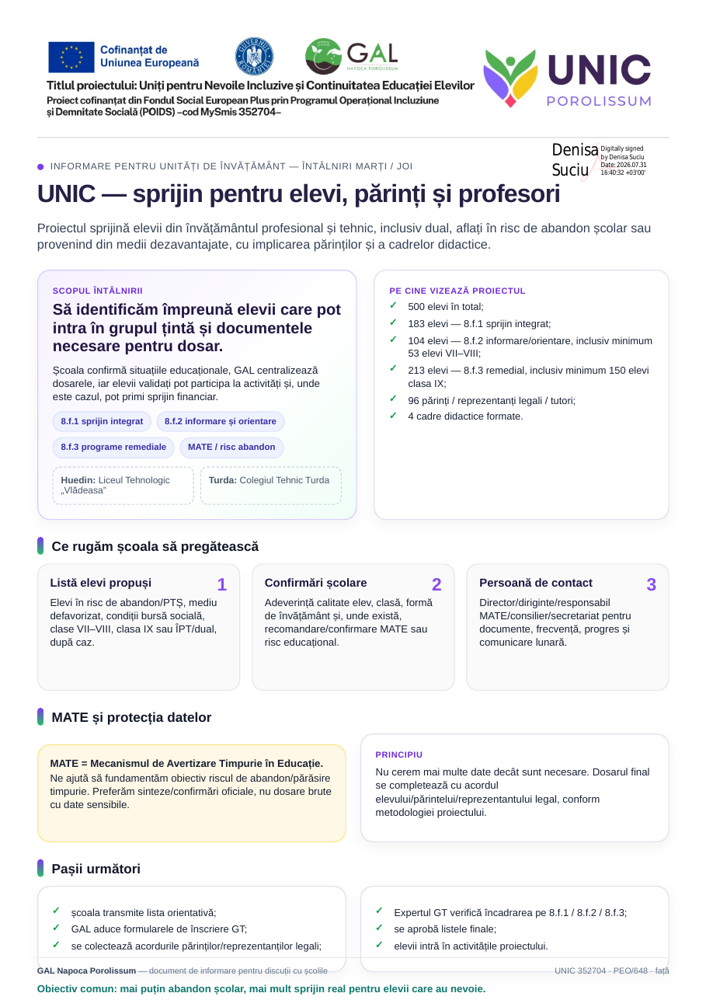 Cofinanțat de
Uniunea Europeană
GUVERNUL ROMÂNIEI
GAL
NAPOCA POROLISSUM
Titlul proiectului: Uniți pentru Nevoile Incluzive și Continuitatea Educației Elevilor
Proiect cofinanțat din Fondul Social European Plus prin Programul Operațional Incluziune
și Demnitate Socială (POIDS) –cod MySmis 352704–
UNIC
POROLISSUM
Denisa
Suciu
Digitally signed
by Denisa Suciu
Date: 2026.07.31
16:40:32 +03'00'
INFORMARE PENTRU UNITĂȚI DE ÎNVĂȚĂMÂNT — ÎNTÂLNIRI MARȚI / JOI
UNIC — sprijin pentru elevi, părinți și profesori
Proiectul sprijină elevii din învățământul profesional și tehnic, inclusiv dual, aflați în risc de abandon școlar sau
provenind din medii dezavantajate, cu implicarea părinților și a cadrelor didactice.
SCOPUL ÎNTÂLNIRII
Să identificăm împreună elevii care pot
intra în grupul țintă și documentele
necesare pentru dosar.
Școala confirmă situațiile educaționale, GAL centralizează
dosarele, iar elevii validați pot participa la activități și, unde
este cazul, pot primi sprijin financiar.
8.f.1 sprijin integrat
8.f.2 informare și orientare
8.f.3 programe remediale
MATE / risc abandon
Huedin: Liceul Tehnologic
„Vlădeasa”
Turda: Colegiul Tehnic Turda
PE CINE VIZEAZĂ PROIECTUL
✓ 500 elevi în total;
✓ 183 elevi — 8.f.1 sprijin integrat;
✓ 104 elevi — 8.f.2 informare/orientare, inclusiv minimum
53 elevi VII–VIII;
✓ 213 elevi — 8.f.3 remedial, inclusiv minimum 150 elevi
clasa IX;
✓ 96 părinți / reprezentanți legali / tutori;
✓ 4 cadre didactice formate.
Ce rugăm școala să pregătească
Listă elevi propuși 1
Elevi în risc de abandon/PTȘ, mediu
defavorizat, condiții bursă socială,
clase VII–VIII, clasa IX sau ÎPT/dual,
după caz.
Confirmări școlare 2
Adeverință calitate elev, clasă, formă
de învățământ și, unde există,
recomandare/confirmare MATE sau
risc educațional.
Persoană de contact 3
Director/diriginte/responsabil
MATE/consilier/secretariat pentru
documente, frecvență, progres și
comunicare lunară.
MATE și protecția datelor
MATE = Mecanismul de Avertizare Timpurie în Educație.
Ne ajută să fundamentăm obiectiv riscul de abandon/părăsire
timpurie. Preferăm sinteze/confirmări oficiale, nu dosare brute
cu date sensibile.
PRINCIPIU
Nu cerem mai multe date decât sunt necesare. Dosarul final
se completează cu acordul
elevului/părintelui/reprezentantului legal, conform
metodologiei proiectului.
Pașii următori
✓ școala transmite lista orientativă;
✓ GAL aduce formularele de înscriere GT;
✓ se colectează acordurile părinților/reprezentanților legali;
✓ Expertul GT verifică încadrarea pe 8.f.1 / 8.f.2 / 8.f.3;
✓ se aprobă listele finale;
✓ elevii intră în activitățile proiectului.
GAL Napoca Porolissum — document de informare pentru discuții cu școlile
UNIC 352704 · PEO/648 · față
Obiectiv comun: mai puțin abandon școlar, mai mult sprijin real pentru elevii care au nevoie.